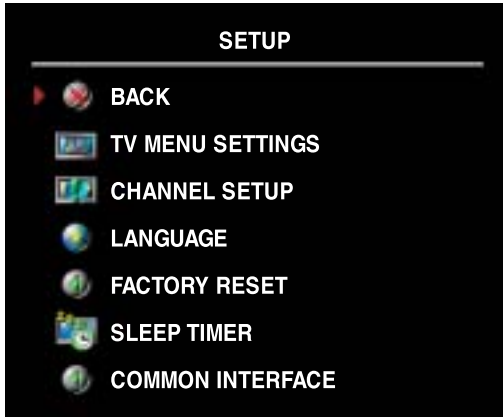 SETUP
BACK
TV MENU SETTINGS
CHANNEL SETUP
LANGUAGE
FACTORY RESET
SLEEP TIMER
COMMON INTERFACE